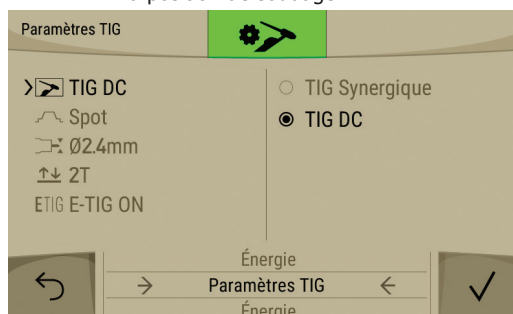 Paramètres TIG
TIG DC
Spot
Ø2.4mm
2T
ETIG E-TIG ON
TIG Synergique
TIG DC
Énergie
Paramètres TIG
Énergie